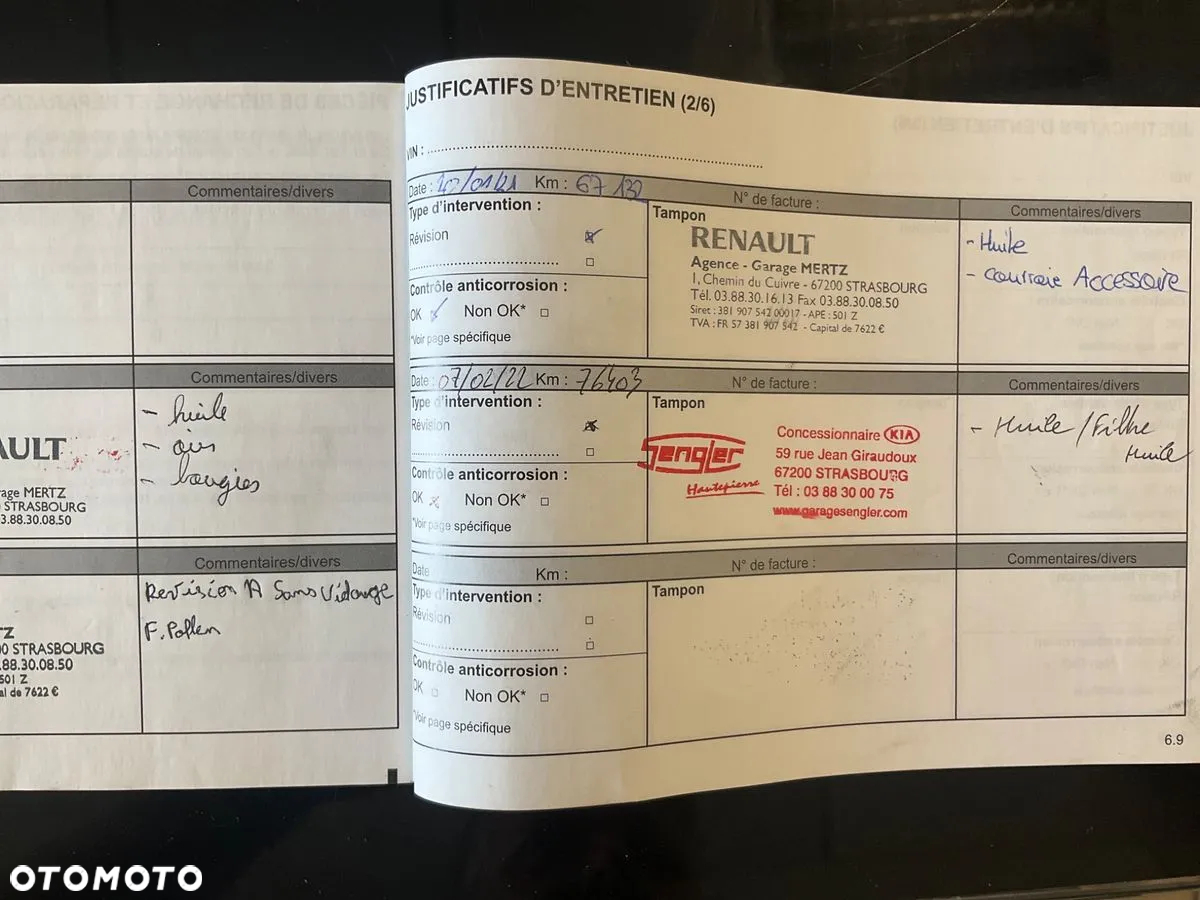 Commentaires/divers
Commentaires/divers
- huile
- bougies
AULT
rage MERTZ
STRASBOURG
3.88.30.08.50
Commentaires/divers
Révision A Sans Vidange
F. Pollen
TZ
00 STRASBOURG
.88.30.08.50
501 Z
al de 7622 €
JUSTIFICATIFS D'ENTRETIEN (2/6)
VIN :
Date : /01/21 Km : 67 132
N° de facture :
Commentaires/divers
Type d'intervention :
Révision
Contrôle anticorrosion :
OK Non OK*
*Voir page spécifique
Tampon
RENAULT
Agence - Garage MERTZ
1, Chemin du Cuivre - 67200 STRASBOURG
Tél. 03.88.30.16.13 Fax 03.88.30.08.50
Siret : 381 907 542 00017 - APE : 501 Z
TVA : FR 57 381 907 542 - Capital de 7622 €
- Huile
- courroie Accessoire
Date : 07/02/22 Km : 76403
N° de facture :
Commentaires/divers
Type d'intervention :
Révision
Contrôle anticorrosion :
OK Non OK*
*Voir page spécifique
Tampon
Sengler
Hautepierre
Concessionnaire KIA
59 rue Jean Giraudoux
67200 STRASBOURG
Tél : 03 88 30 00 75
www.garagesengler.com
- Huile / Filtre
Huile
Date
Km :
N° de facture :
Commentaires/divers
Type d'intervention :
Révision
Contrôle anticorrosion :
OK Non OK*
*Voir page spécifique
Tampon
6.9
OTOMOTO